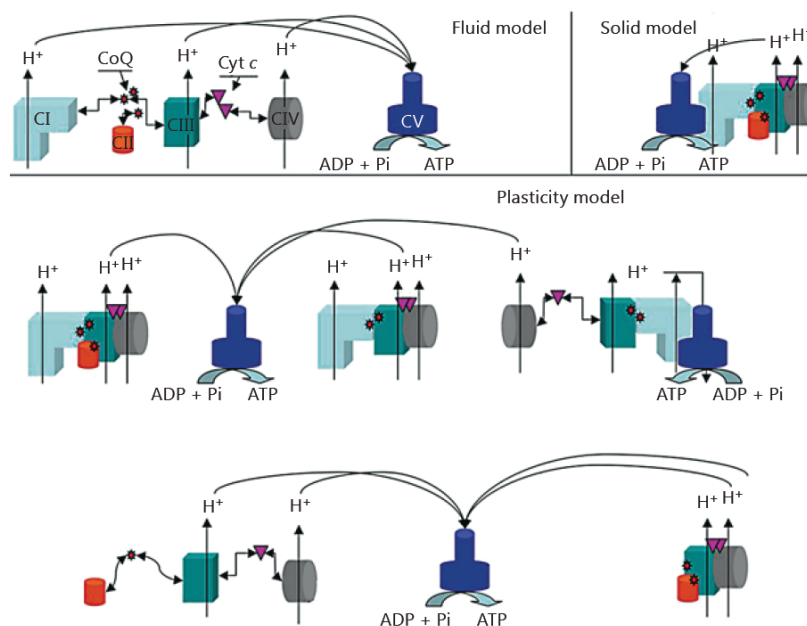 Fluid model
H⁺ H⁺ H⁺
CoQ Cyt c
CI CII CIII CIV CV
ADP + Pi ATP
Solid model
H⁺ H⁺ H⁺
ADP + Pi ATP
Plasticity model
H⁺ H⁺ H⁺ H⁺ H⁺ H⁺ H⁺ H⁺ H⁺
ADP + Pi ATP
ATP ADP + Pi
H⁺ H⁺ H⁺ H⁺
ADP + Pi ATP